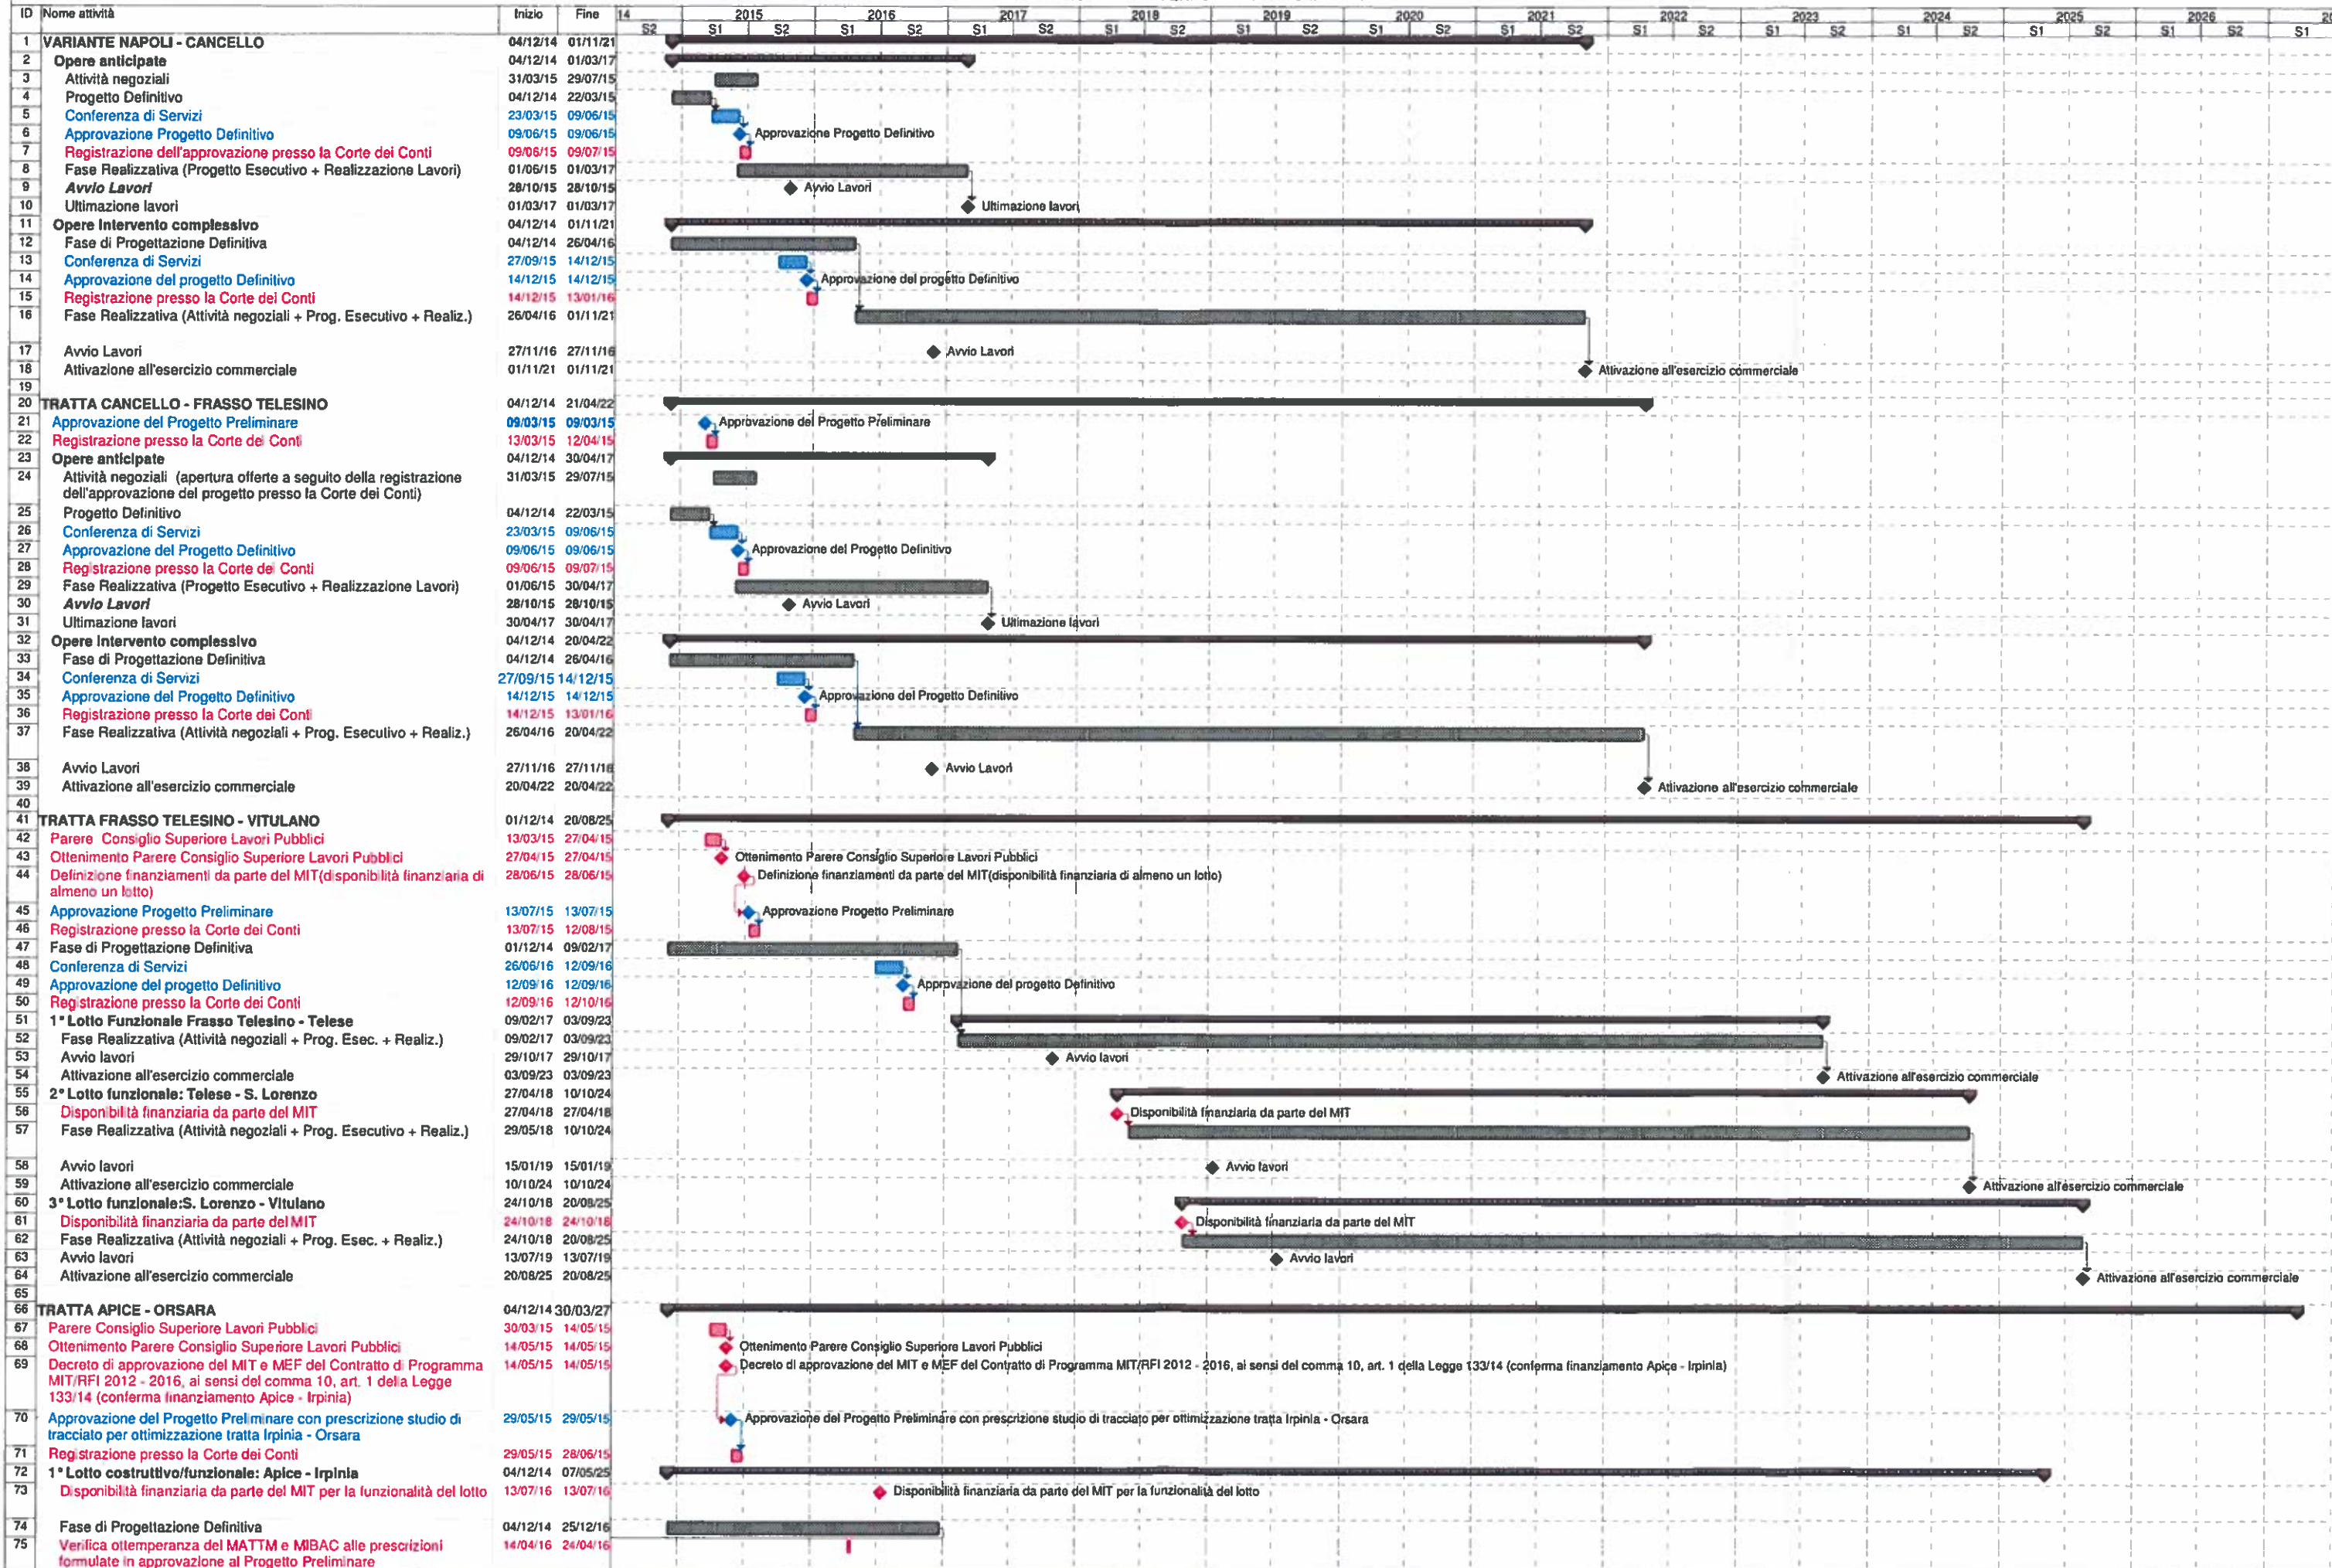 ID Nome attività Inizio Fine 14 2015 2016 2017 2018 2019 2020 2021 2022 2023 2024 2025 2026
S2 S1 S2 S1 S2 S1 S2 S1 S2 S1 S2 S1 S2 S1 S2 S1 S2 S1 S2 S1 S2 S1 S2 S1 S2 S1
1 VARIANTE NAPOLI - CANCELLO 04/12/14 01/11/21
2 Opere anticipate 04/12/14 01/03/17
3 Attività negoziali 31/03/15 29/07/15
4 Progetto Definitivo 04/12/14 22/03/15
5 Conferenza di Servizi 23/03/15 09/06/15
6 Approvazione Progetto Definitivo 09/06/15 09/06/15 Approvazione Progetto Definitivo
7 Registrazione dell'approvazione presso la Corte dei Conti 09/06/15 09/07/15
8 Fase Realizzativa (Progetto Esecutivo + Realizzazione Lavori) 01/06/15 01/03/17
9 Avvio Lavori 28/10/15 28/10/15 Avvio Lavori
10 Ultimazione lavori 01/03/17 01/03/17 Ultimazione lavori
11 Opere Intervento complessivo 04/12/14 01/11/21
12 Fase di Progettazione Definitiva 04/12/14 26/04/16
13 Conferenza di Servizi 27/09/15 14/12/15
14 Approvazione del progetto Definitivo 14/12/15 14/12/15 Approvazione del progetto Definitivo
15 Registrazione presso la Corte dei Conti 14/12/15 13/01/16
16 Fase Realizzativa (Attività negoziali + Prog. Esecutivo + Realiz.) 26/04/16 01/11/21
17 Avvio Lavori 27/11/16 27/11/16 Avvio Lavori
18 Attivazione all'esercizio commerciale 01/11/21 01/11/21 Attivazione all'esercizio commerciale
19
20 TRATTA CANCELLO - FRASSO TELESINO 04/12/14 21/04/22
21 Approvazione del Progetto Preliminare 09/03/15 09/03/15 Approvazione del Progetto Preliminare
22 Registrazione presso la Corte dei Conti 13/03/15 12/04/15
23 Opere anticipate 04/12/14 30/04/17
24 Attività negoziali (apertura offerte a seguito della registrazione 31/03/15 29/07/15
dell'approvazione del progetto presso la Corte dei Conti)
25 Progetto Definitivo 04/12/14 22/03/15
26 Conferenza di Servizi 23/03/15 09/06/15
27 Approvazione del Progetto Definitivo 09/06/15 09/06/15 Approvazione del Progetto Definitivo
28 Registrazione presso la Corte dei Conti 09/06/15 09/07/15
29 Fase Realizzativa (Progetto Esecutivo + Realizzazione Lavori) 01/06/15 30/04/17
30 Avvio Lavori 28/10/15 28/10/15 Avvio Lavori
31 Ultimazione lavori 30/04/17 30/04/17 Ultimazione lavori
32 Opere Intervento complessivo 04/12/14 20/04/22
33 Fase di Progettazione Definitiva 04/12/14 26/04/16
34 Conferenza di Servizi 27/09/15 14/12/15
35 Approvazione del Progetto Definitivo 14/12/15 14/12/15 Approvazione del Progetto Definitivo
36 Registrazione presso la Corte dei Conti 14/12/15 13/01/16
37 Fase Realizzativa (Attività negoziali + Prog. Esecutivo + Realiz.) 26/04/16 20/04/22
38 Avvio Lavori 27/11/16 27/11/16 Avvio Lavori
39 Attivazione all'esercizio commerciale 20/04/22 20/04/22 Attivazione all'esercizio commerciale
40
41 TRATTA FRASSO TELESINO - VITULANO 01/12/14 20/08/25
42 Parere Consiglio Superiore Lavori Pubblici 13/03/15 27/04/15
43 Ottenimento Parere Consiglio Superiore Lavori Pubblici 27/04/15 27/04/15 Ottenimento Parere Consiglio Superiore Lavori Pubblici
44 Definizione finanziamenti da parte del MIT(disponibilità finanziaria di 28/06/15 28/06/15 Definizione finanziamenti da parte del MIT(disponibilità finanziaria di almeno un lotto)
almeno un lotto)
45 Approvazione Progetto Preliminare 13/07/15 13/07/15 Approvazione Progetto Preliminare
46 Registrazione presso la Corte dei Conti 13/07/15 12/08/15
47 Fase di Progettazione Definitiva 01/12/14 09/02/17
48 Conferenza di Servizi 26/06/16 12/09/16
49 Approvazione del progetto Definitivo 12/09/16 12/09/16 Approvazione del progetto Definitivo
50 Registrazione presso la Corte dei Conti 12/09/16 12/10/16
51 1° Lotto Funzionale Frasso Telesino - Telese 09/02/17 03/09/23
52 Fase Realizzativa (Attività negoziali + Prog. Esec. + Realiz.) 09/02/17 03/09/23
53 Avvio lavori 29/10/17 29/10/17 Avvio lavori
54 Attivazione all'esercizio commerciale 03/09/23 03/09/23 Attivazione all'esercizio commerciale
55 2° Lotto funzionale: Telese - S. Lorenzo 27/04/18 10/10/24
56 Disponibilità finanziaria da parte del MIT 27/04/18 27/04/18 Disponibilità finanziaria da parte del MIT
57 Fase Realizzativa (Attività negoziali + Prog. Esecutivo + Realiz.) 29/05/18 10/10/24
58 Avvio lavori 15/01/19 15/01/19 Avvio lavori
59 Attivazione all'esercizio commerciale 10/10/24 10/10/24 Attivazione all'esercizio commerciale
60 3° Lotto funzionale:S. Lorenzo - Vitulano 24/10/18 20/08/25
61 Disponibilità finanziaria da parte del MIT 24/10/18 24/10/18 Disponibilità finanziaria da parte del MIT
62 Fase Realizzativa (Attività negoziali + Prog. Esec. + Realiz.) 24/10/18 20/08/25
63 Avvio lavori 13/07/19 13/07/19 Avvio lavori
64 Attivazione all'esercizio commerciale 20/08/25 20/08/25 Attivazione all'esercizio commerciale
65
66 TRATTA APICE - ORSARA 04/12/14 30/03/27
67 Parere Consiglio Superiore Lavori Pubblici 30/03/15 14/05/15
68 Ottenimento Parere Consiglio Superiore Lavori Pubblici 14/05/15 14/05/15 Ottenimento Parere Consiglio Superiore Lavori Pubblici
69 Decreto di approvazione del MIT e MEF del Contratto di Programma 14/05/15 14/05/15 Decreto di approvazione del MIT e MEF del Contratto di Programma MIT/RFI 2012 - 2016, ai sensi del comma 10, art. 1 della Legge 133/14 (conferma finanziamento Apice - Irpinia)
MIT/RFI 2012 - 2016, ai sensi del comma 10, art. 1 della Legge
133/14 (conferma finanziamento Apice - Irpinia)
70 Approvazione del Progetto Preliminare con prescrizione studio di 29/05/15 29/05/15 Approvazione del Progetto Preliminare con prescrizione studio di tracciato per ottimizzazione tratta Irpinia - Orsara
tracciato per ottimizzazione tratta Irpinia - Orsara
71 Registrazione presso la Corte dei Conti 29/05/15 28/06/15
72 1° Lotto costruttivo/funzionale: Apice - Irpinia 04/12/14 07/05/25
73 Disponibilità finanziaria da parte del MIT per la funzionalità del lotto 13/07/16 13/07/16 Disponibilità finanziaria da parte del MIT per la funzionalità del lotto
74 Fase di Progettazione Definitiva 04/12/14 25/12/16
75 Verifica ottemperanza del MATTM e MIBAC alle prescrizioni 14/04/16 24/04/16
formulate in approvazione al Progetto Preliminare